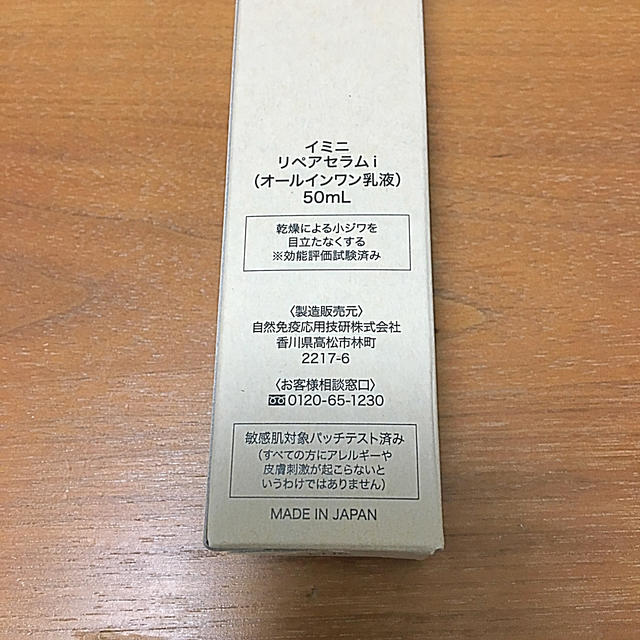 イミニ
リペアセラムi
(オールインワン乳液)
50mL
乾燥による小ジワを
目立たなくする
※効能評価試験済み
〈製造販売元〉
自然免疫応用技研株式会社
香川県高松市林町
2217-6
〈お客様相談窓口〉
0120-65-1230
敏感肌対象パッチテスト済み
(すべての方にアレルギーや
皮膚刺激が起こらないと
いうわけではありません)
MADE IN JAPAN